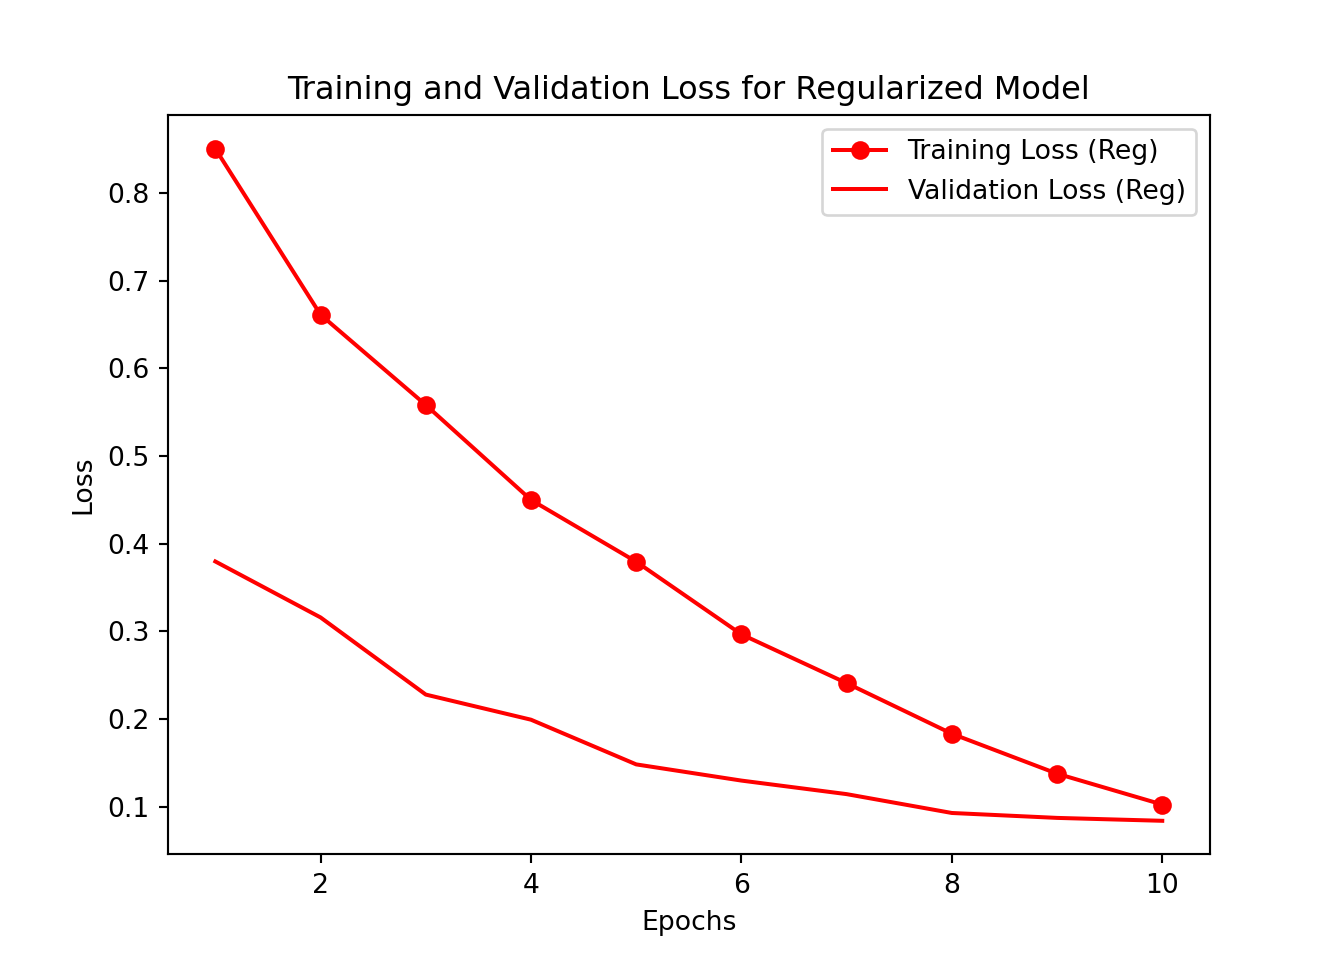 Training and Validation Loss for Regularized Model
Training Loss (Reg)
Validation Loss (Reg)
0.8
0.7
0.6
0.5
0.4
0.3
0.2
0.1
Loss
2 4 6 8 10
Epochs